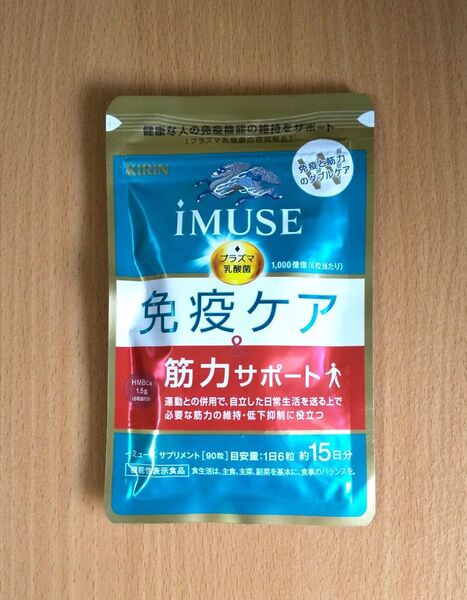 健康な人の免疫機能の維持をサポート
(プラズマ乳酸菌の研究報告)
KIRIN
免疫と筋力
のダブルケア
iMUSE
プラズマ
乳酸菌
1,000億個(6粒当たり)
免疫ケア
&
筋力サポート
HMBCa
1.5g
運動との併用で、自立した日常生活を送る上で
必要な筋力の維持・低下抑制に役立つ
イミューズ サプリメント [90粒] 目安量:1日6粒 約15日分
機能性表示食品 食生活は、主食、主菜、副菜を基本に、食事のバランスを。